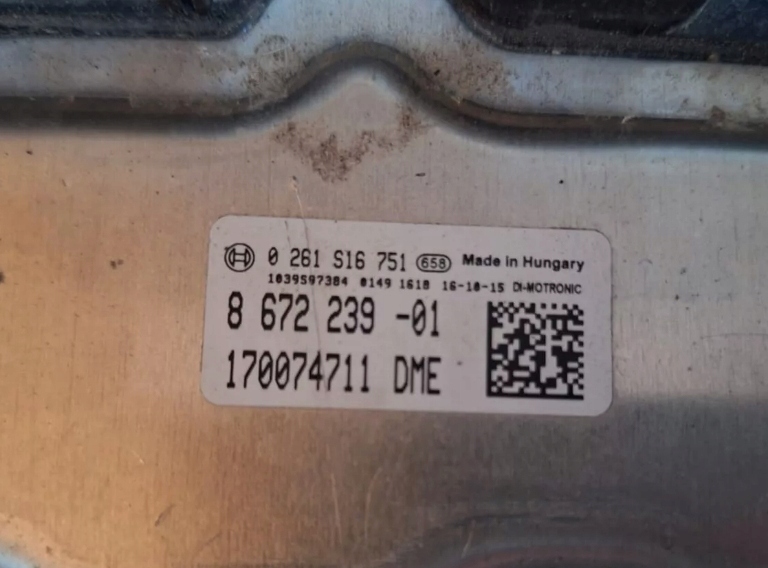 0 261 S16 751 658 Made in Hungary
1039S97384 0149 1618 16-10-15 DI-MOTRONIC
8 672 239 -01
170074711 DME